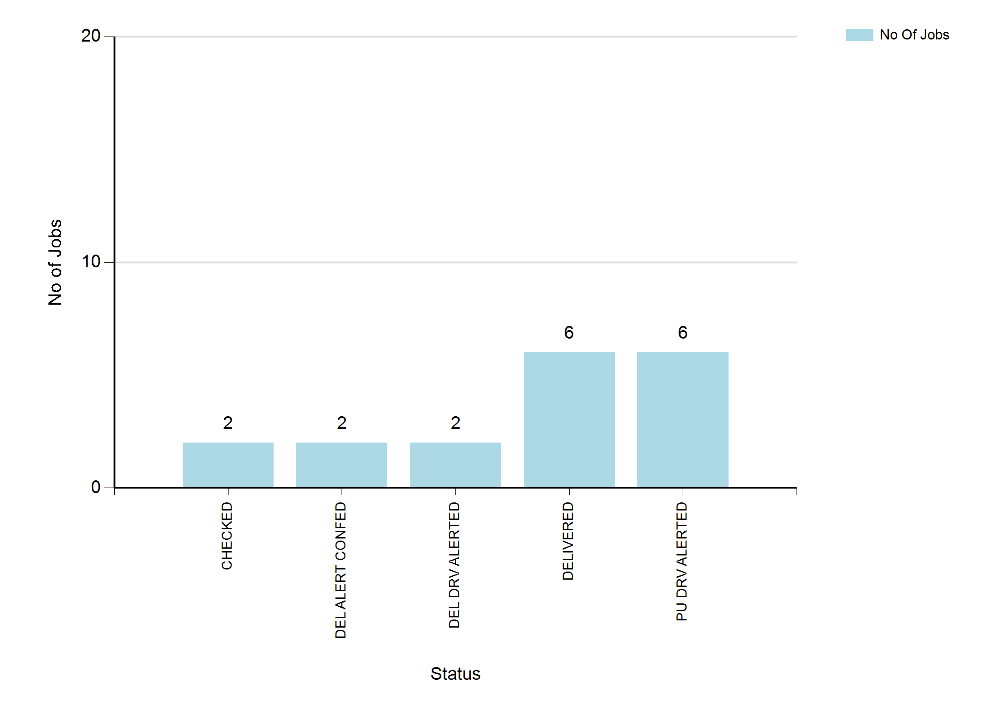 No Of Jobs
20
10
0
No of Jobs
2
2
2
6
6
CHECKED
DEL ALERT CONFED
DEL DRV ALERTED
DELIVERED
PU DRV ALERTED
Status